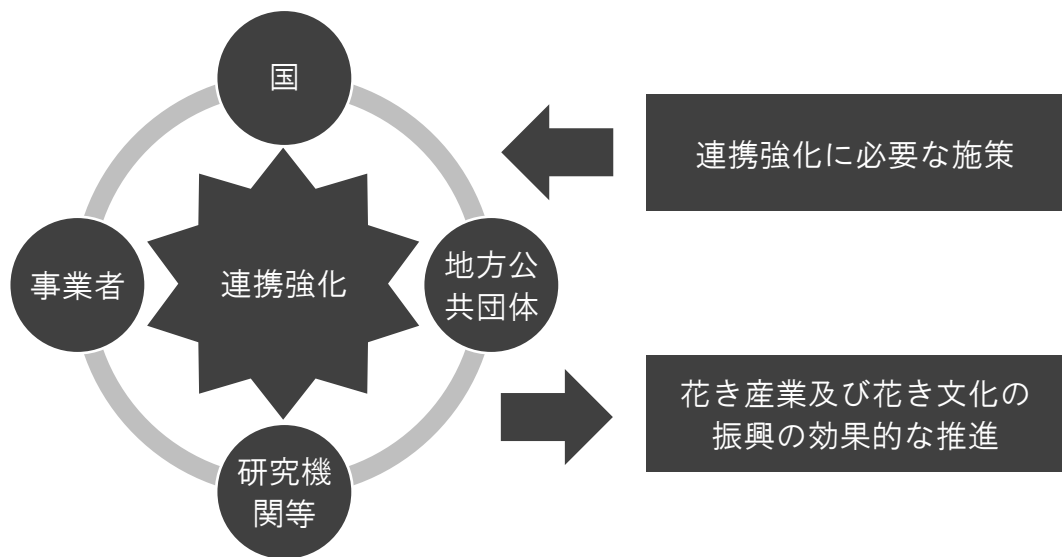 国
連携強化に必要な施策
事業者
連携強化
地方公
共団体
花き産業及び花き文化の
振興の効果的な推進
研究機
関等